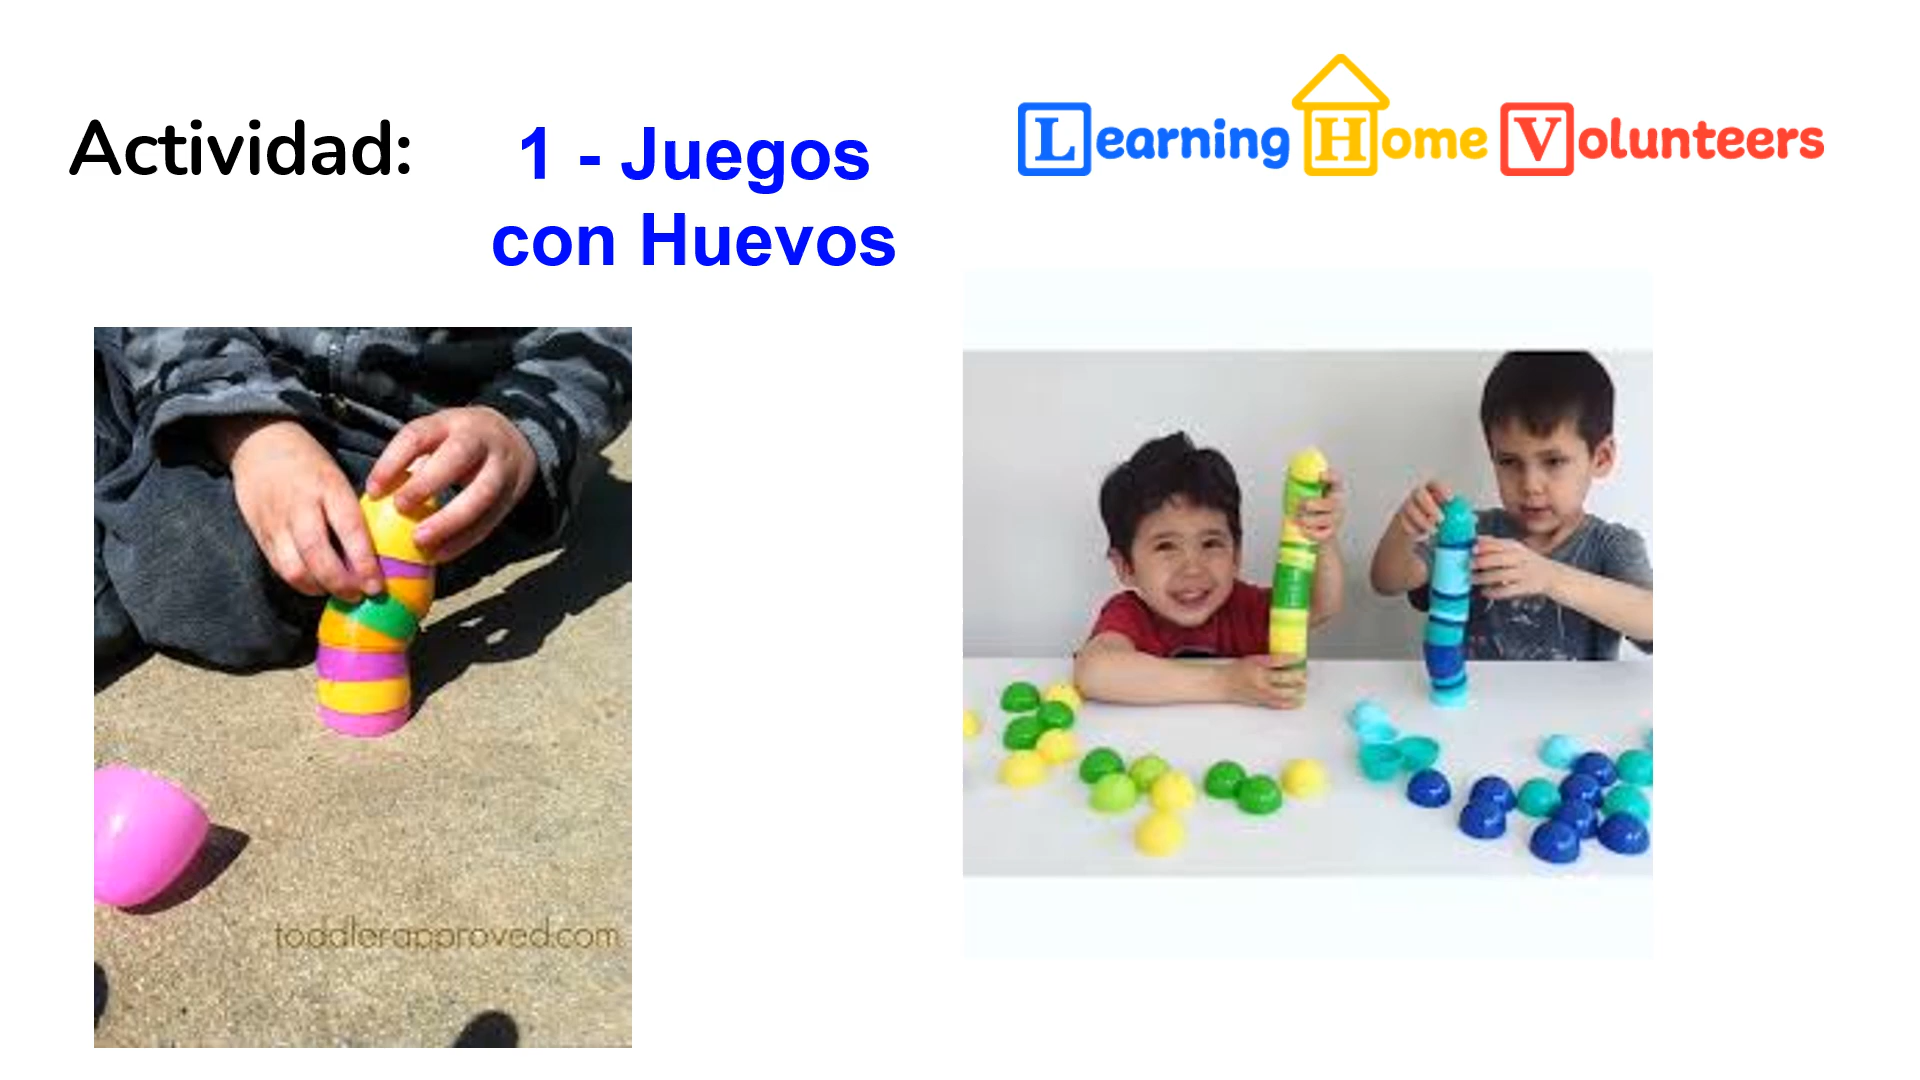 Actividad:
1 - Juegos
con Huevos
Learning Home Volunteers
toddlerapproved.com